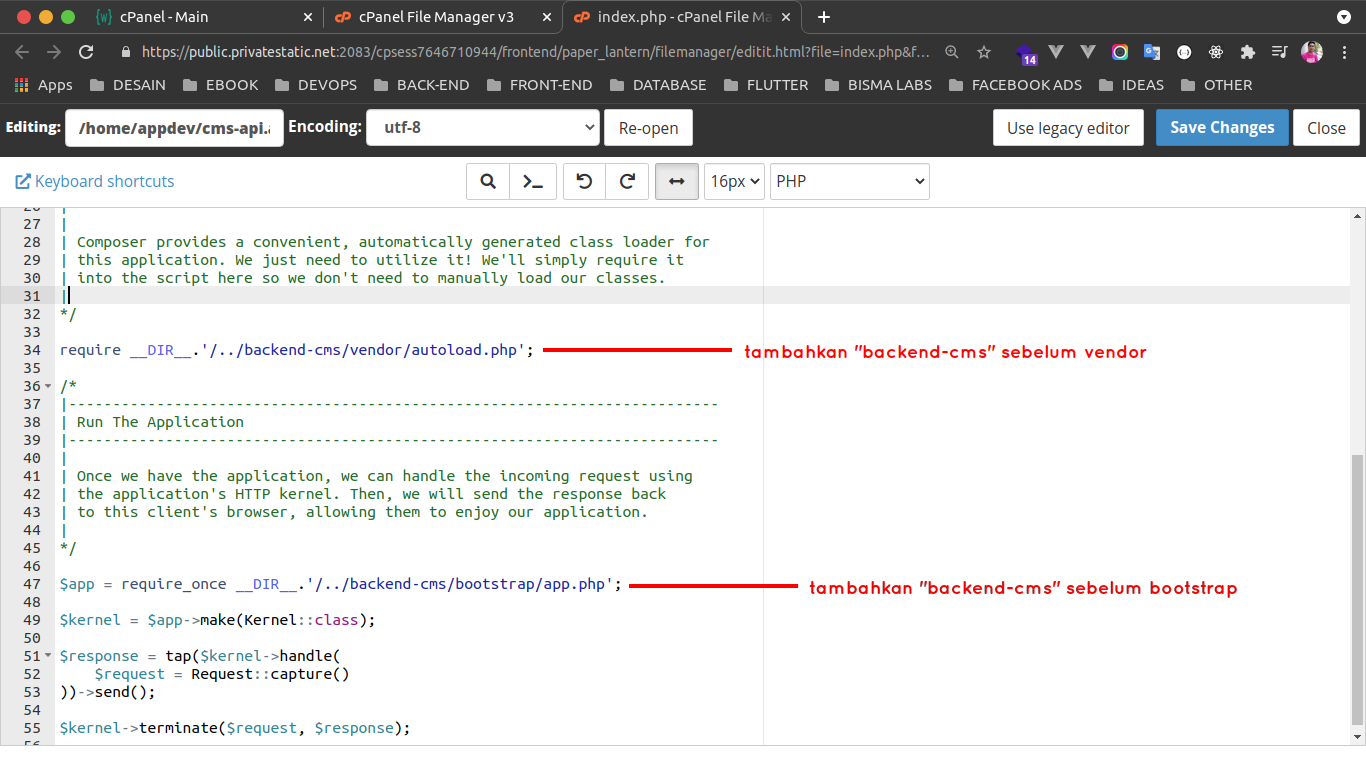 cPanel - Main
cPanel File Manager v3
index.php - cPanel File Ma
https://public.privatestatic.net:2083/cpsess7646710944/frontend/paper_lantern/filemanager/editit.html?file=index.php&f...
14
Apps DESAIN EBOOK DEVOPS BACK-END FRONT-END DATABASE FLUTTER BISMA LABS FACEBOOK ADS IDEAS OTHER
Editing: /home/appdev/cms-api. Encoding: utf-8 Re-open Use legacy editor Save Changes Close
Keyboard shortcuts 16px PHP
26 |
27 |
28 | Composer provides a convenient, automatically generated class loader for
29 | this application. We just need to utilize it! We'll simply require it
30 | into the script here so we don't need to manually load our classes.
31 |
32 */
33
34 require __DIR__.'/../backend-cms/vendor/autoload.php'; tambahkan "backend-cms" sebelum vendor
35
36 /*
37 |--------------------------------------------------------------------------
38 | Run The Application
39 |--------------------------------------------------------------------------
40 |
41 | Once we have the application, we can handle the incoming request using
42 | the application's HTTP kernel. Then, we will send the response back
43 | to this client's browser, allowing them to enjoy our application.
44 |
45 */
46
47 $app = require_once __DIR__.'/../backend-cms/bootstrap/app.php'; tambahkan "backend-cms" sebelum bootstrap
48
49 $kernel = $app->make(Kernel::class);
50
51 $response = tap($kernel->handle(
52 $request = Request::capture()
53 ))->send();
54
55 $kernel->terminate($request, $response);
56